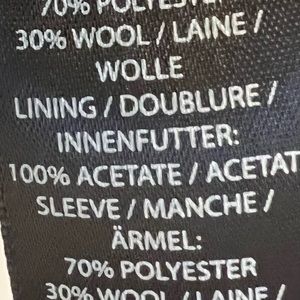 70% POLYESTER
30% WOOL / LAINE /
WOLLE
LINING / DOUBLURE /
INNENFUTTER:
100% ACETATE / ACETAT
SLEEVE / MANCHE /
ÄRMEL:
70% POLYESTER
30% WOOL / LAINE /